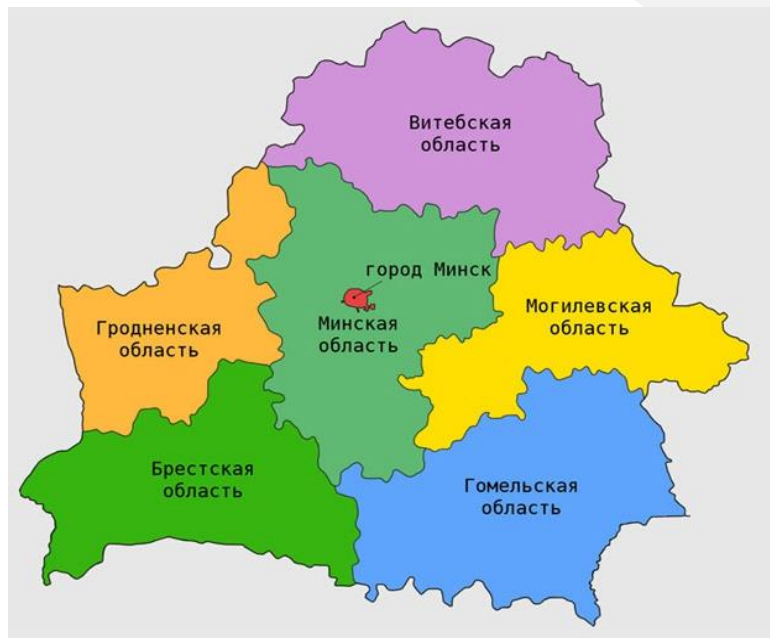 Витебская
область
город Минск
Минская
область
Гродненская
область
Могилевская
область
Брестская
область
Гомельская
область